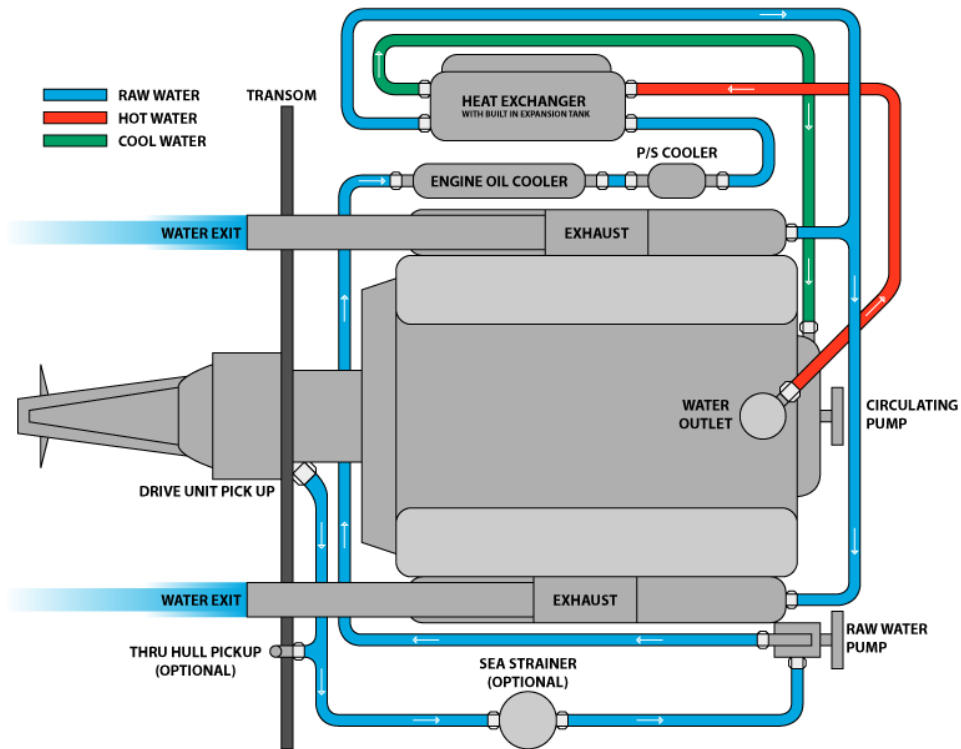 RAW WATER
HOT WATER
COOL WATER
TRANSOM
HEAT EXCHANGER
WITH BUILT IN EXPANSION TANK
P/S COOLER
ENGINE OIL COOLER
WATER EXIT
EXHAUST
WATER
OUTLET
CIRCULATING
PUMP
DRIVE UNIT PICK UP
WATER EXIT
EXHAUST
RAW WATER
PUMP
THRU HULL PICKUP
(OPTIONAL)
SEA STRAINER
(OPTIONAL)